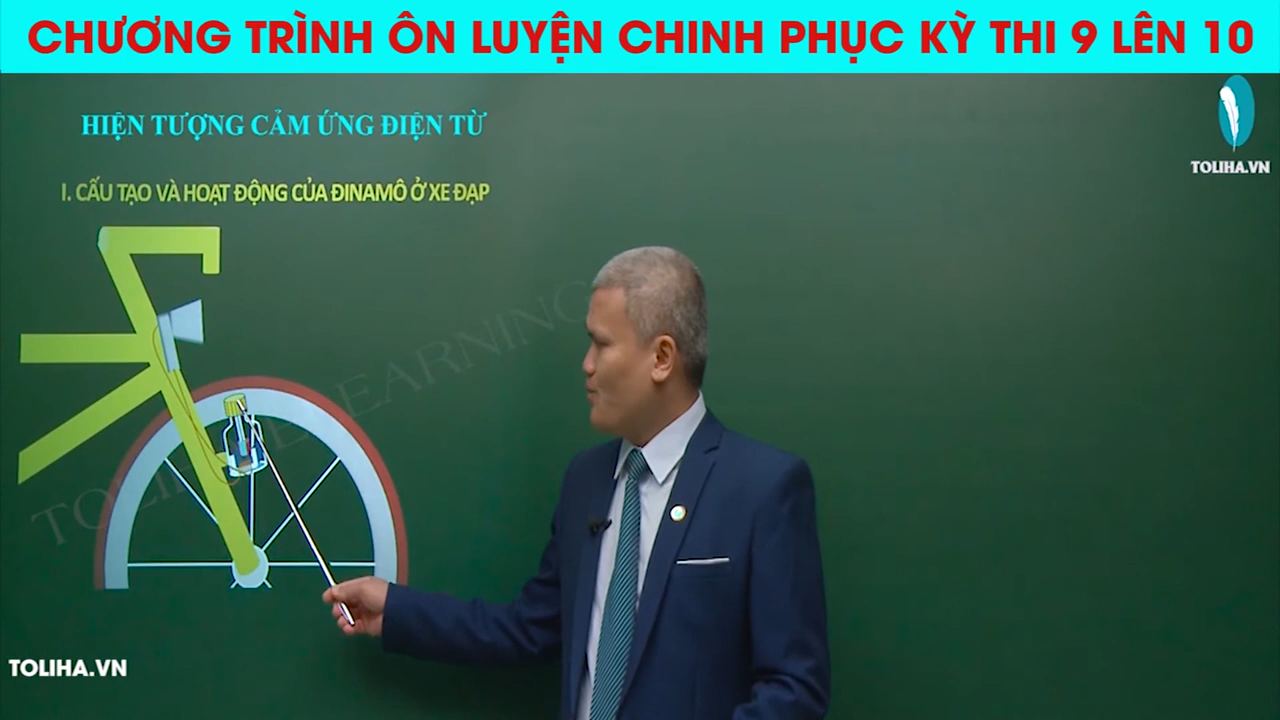 CHƯƠNG TRÌNH ÔN LUYỆN CHINH PHỤC KỲ THI 9 LÊN 10
HIỆN TƯỢNG CẢM ỨNG ĐIỆN TỪ
TOLIHA.VN
I. CẤU TẠO VÀ HOẠT ĐỘNG CỦA ĐINAMÔ Ở XE ĐẠP
TOLIHA.VN